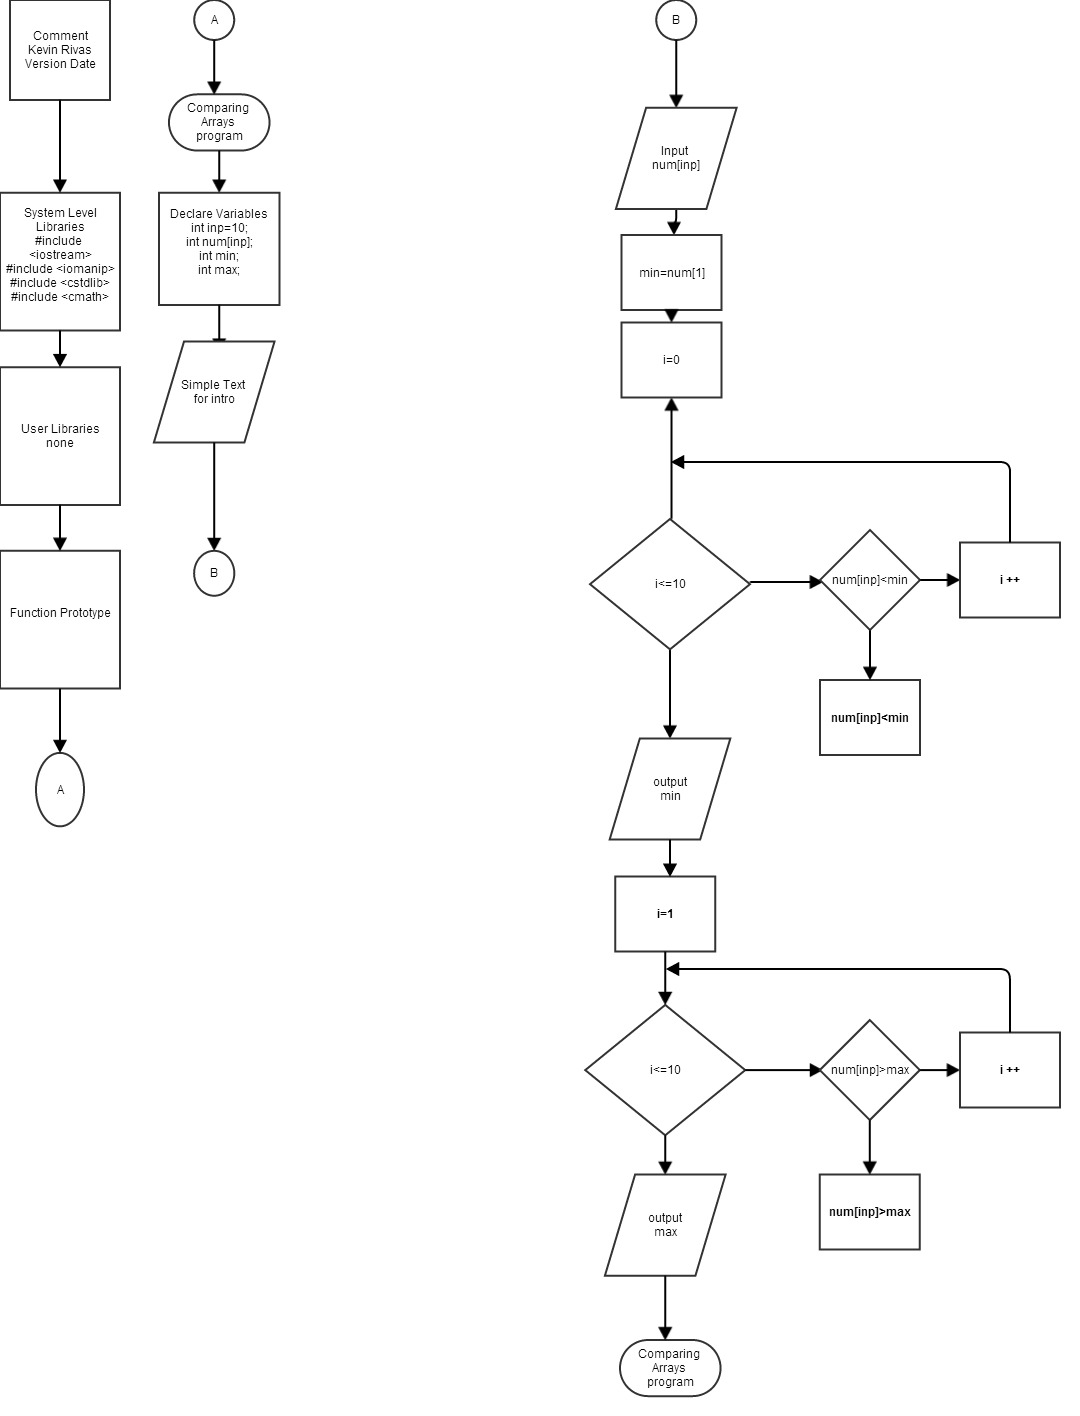 Comment
Kevin Rivas
Version Date
System Level
Libraries
#include
<iostream>
#include <iomanip>
#include <cstdlib>
#include <cmath>
User Libraries
none
Function Prototype
A
A
Comparing
Arrays
program
Declare Variables
int inp=10;
int num[inp];
int min;
int max;
Simple Text
for intro
B
B
Input
num[inp]
min=num[1]
i=0
i<=10
num[inp]<min
i ++
num[inp]<min
output
min
i=1
i<=10
num[inp]>max
i ++
num[inp]>max
output
max
Comparing
Arrays
program